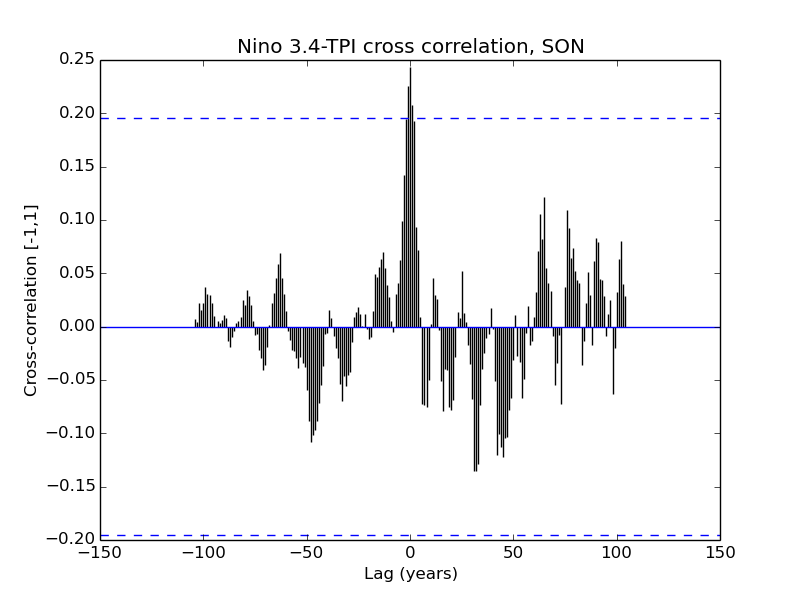 Nino 3.4-TPI cross correlation, SON
0.25
0.20
0.15
0.10
0.05
0.00
−0.05
−0.10
−0.15
−0.20
Cross-correlation [-1,1]
−150 −100 −50 0 50 100 150
Lag (years)